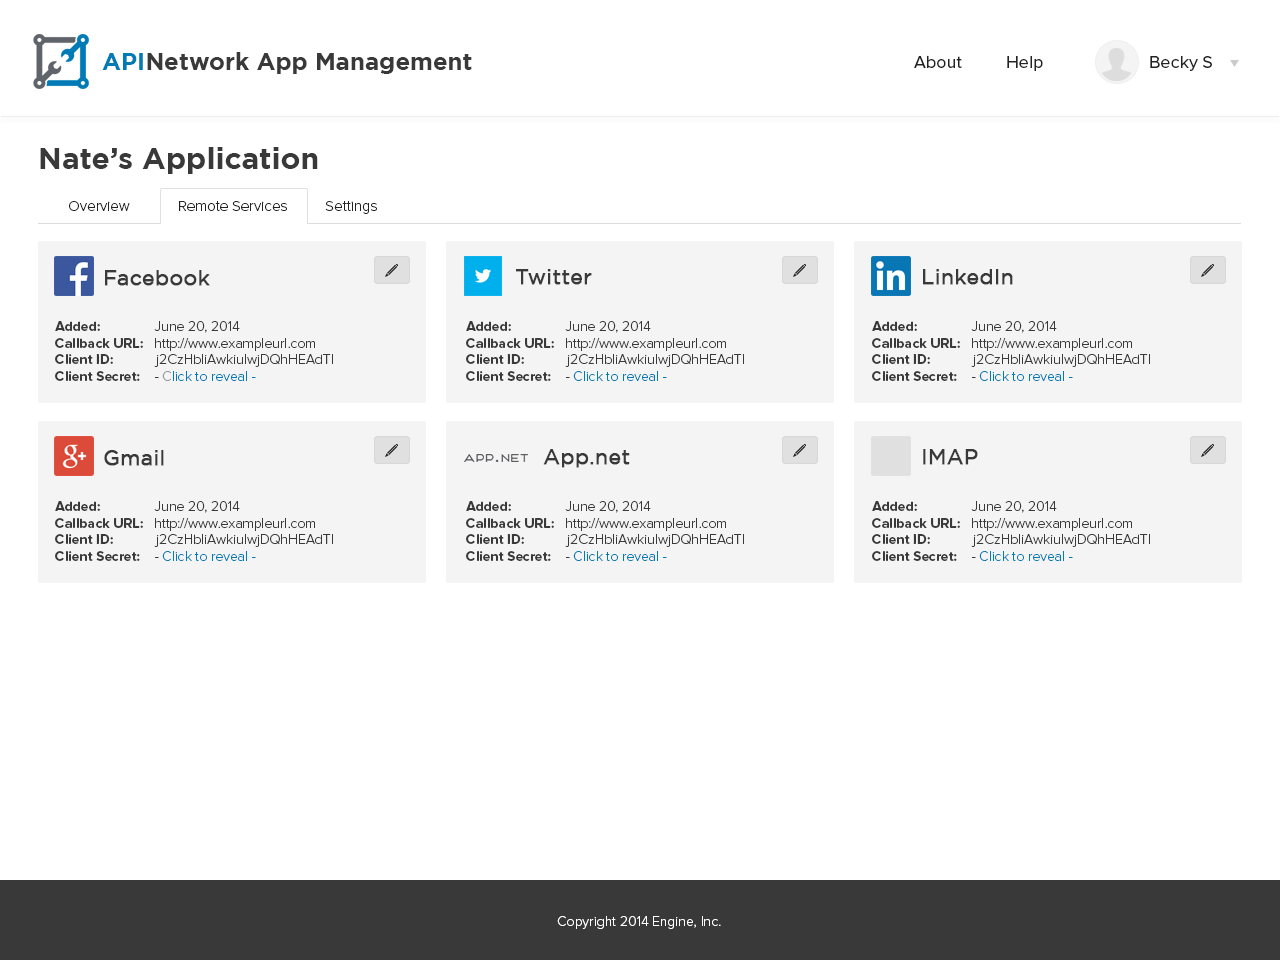 APINetwork App Management
About Help Becky S
Nate’s Application
Overview Remote Services Settings
Facebook
Added: June 20, 2014
Callback URL: http://www.exampleurl.com
Client ID: j2CzHbliAwkiulwjDQhHEAdTI
Client Secret: - Click to reveal -
Twitter
Added: June 20, 2014
Callback URL: http://www.exampleurl.com
Client ID: j2CzHbliAwkiulwjDQhHEAdTI
Client Secret: - Click to reveal -
in LinkedIn
Added: June 20, 2014
Callback URL: http://www.exampleurl.com
Client ID: j2CzHbliAwkiulwjDQhHEAdTI
Client Secret: - Click to reveal -
g+ Gmail
Added: June 20, 2014
Callback URL: http://www.exampleurl.com
Client ID: j2CzHbliAwkiulwjDQhHEAdTI
Client Secret: - Click to reveal -
APP.NET App.net
Added: June 20, 2014
Callback URL: http://www.exampleurl.com
Client ID: j2CzHbliAwkiulwjDQhHEAdTI
Client Secret: - Click to reveal -
IMAP
Added: June 20, 2014
Callback URL: http://www.exampleurl.com
Client ID: j2CzHbliAwkiulwjDQhHEAdTI
Client Secret: - Click to reveal -
Copyright 2014 Engine, Inc.